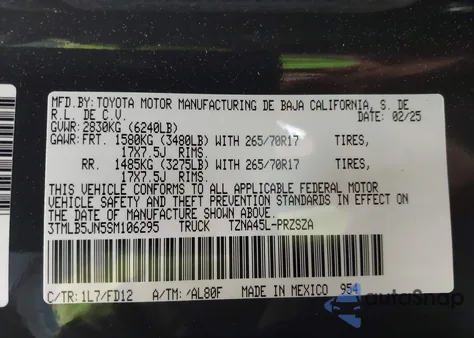 MFD.BY: TOYOTA MOTOR MANUFACTURING DE BAJA CALIFORNIA, S. DE
R.L. DE C.V. DATE: 02/25
GVWR: 2830KG (6240LB)
GAWR: FRT. 1580KG (3480LB) WITH 265/70R17 TIRES,
17X7.5J RIMS.
RR. 1485KG (3275LB) WITH 265/70R17 TIRES,
17X7.5J RIMS.
THIS VEHICLE CONFORMS TO ALL APPLICABLE FEDERAL MOTOR
VEHICLE SAFETY AND THEFT PREVENTION STANDARDS IN EFFECT ON
THE DATE OF MANUFACTURE SHOWN ABOVE.
3TMLB5JN5SM106295 TRUCK TZNA45L-PRZSZA
C/TR: 1L7/FD12 A/TM: /AL80F MADE IN MEXICO 954
autoSnap